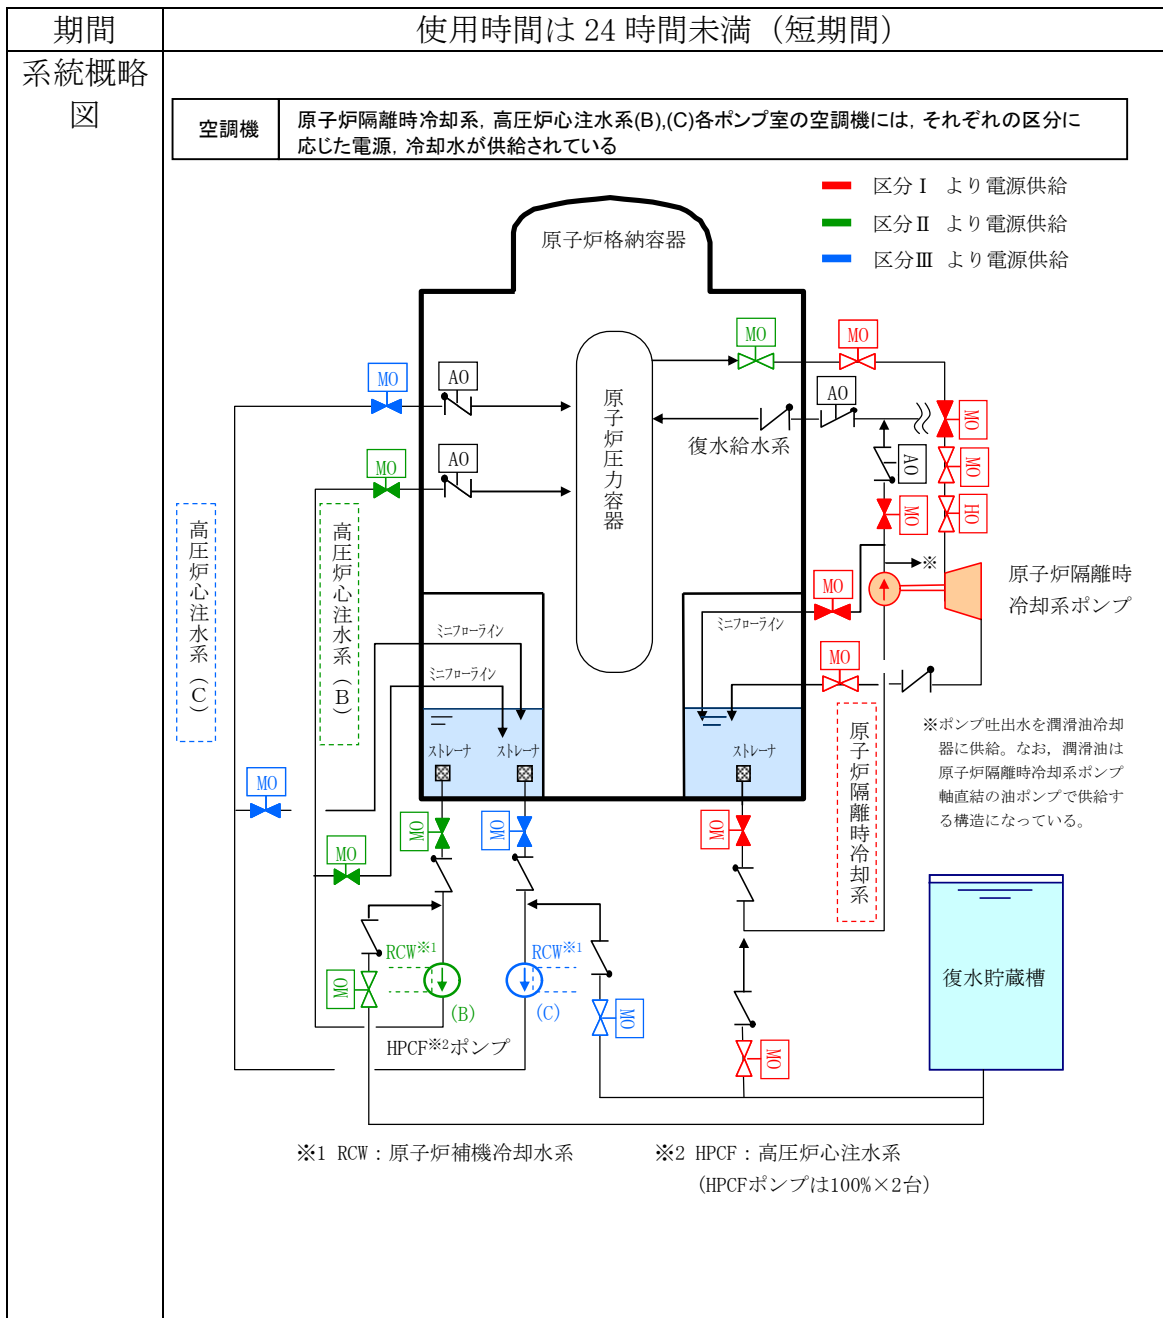 期間
使用時間は 24 時間未満（短期間）
系統概略
図
空調機
原子炉隔離時冷却系，高圧炉心注水系(B),(C)各ポンプ室の空調機には，それぞれの区分に
応じた電源，冷却水が供給されている
区分Ⅰ より電源供給
区分Ⅱ より電源供給
区分Ⅲ より電源供給
原子炉格納容器
MO
MO
MO
AO
AO
MO
原子炉圧力容器
復水給水系
MO
AO
AO
MO
MO
HO
MO
高圧炉心注水系（C）
高圧炉心注水系（B）
※
原子炉隔離時
冷却系ポンプ
MO
ミニフローライン
ミニフローライン
ミニフローライン
MO
※ポンプ吐出水を潤滑油冷却
器に供給。なお，潤滑油は
原子炉隔離時冷却系ポンプ
軸直結の油ポンプで供給す
る構造になっている。
原子炉隔離時冷却系
ストレーナ
ストレーナ
ストレーナ
MO
MO
MO
MO
MO
RCW※1
RCW※1
MO
(B)
(C)
MO
MO
復水貯蔵槽
HPCF※2ポンプ
※1 RCW：原子炉補機冷却水系
※2 HPCF：高圧炉心注水系
(HPCFポンプは100%×2台)